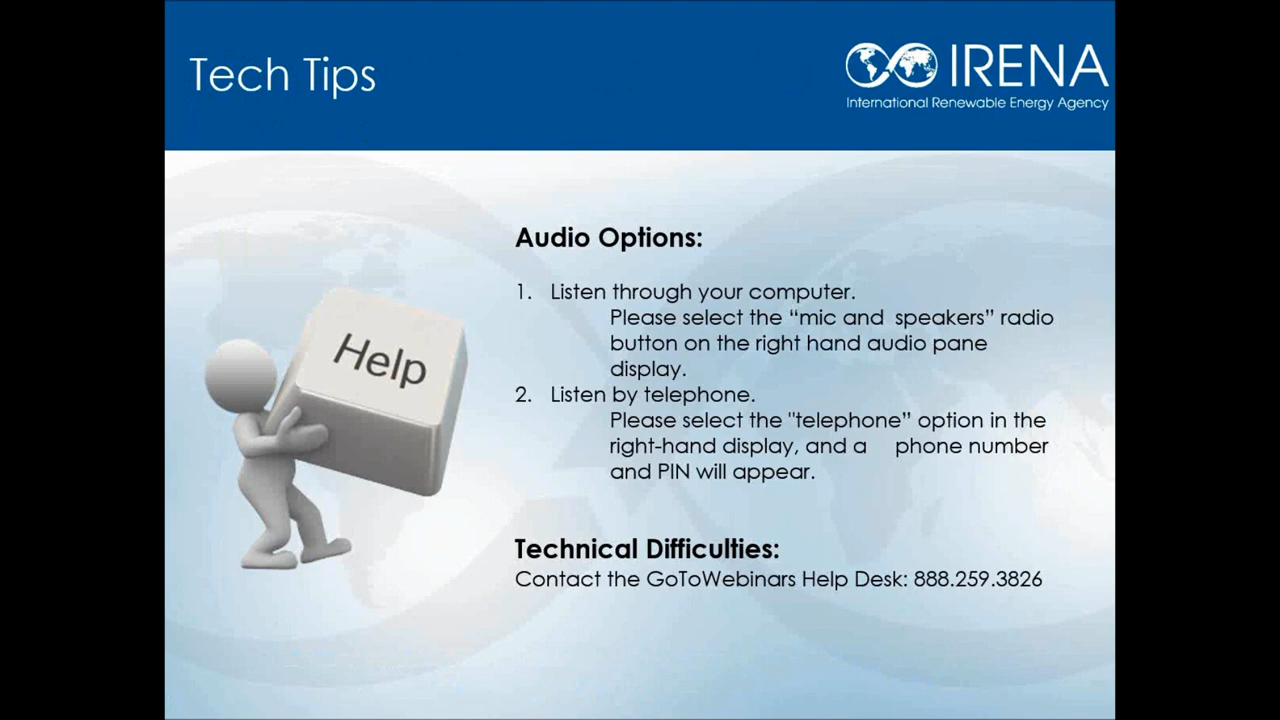 Tech Tips
IRENA
International Renewable Energy Agency
Help
Audio Options:
1. Listen through your computer.
Please select the “mic and speakers” radio
button on the right hand audio pane
display.
2. Listen by telephone.
Please select the "telephone” option in the
right-hand display, and a phone number
and PIN will appear.
Technical Difficulties:
Contact the GoToWebinars Help Desk: 888.259.3826